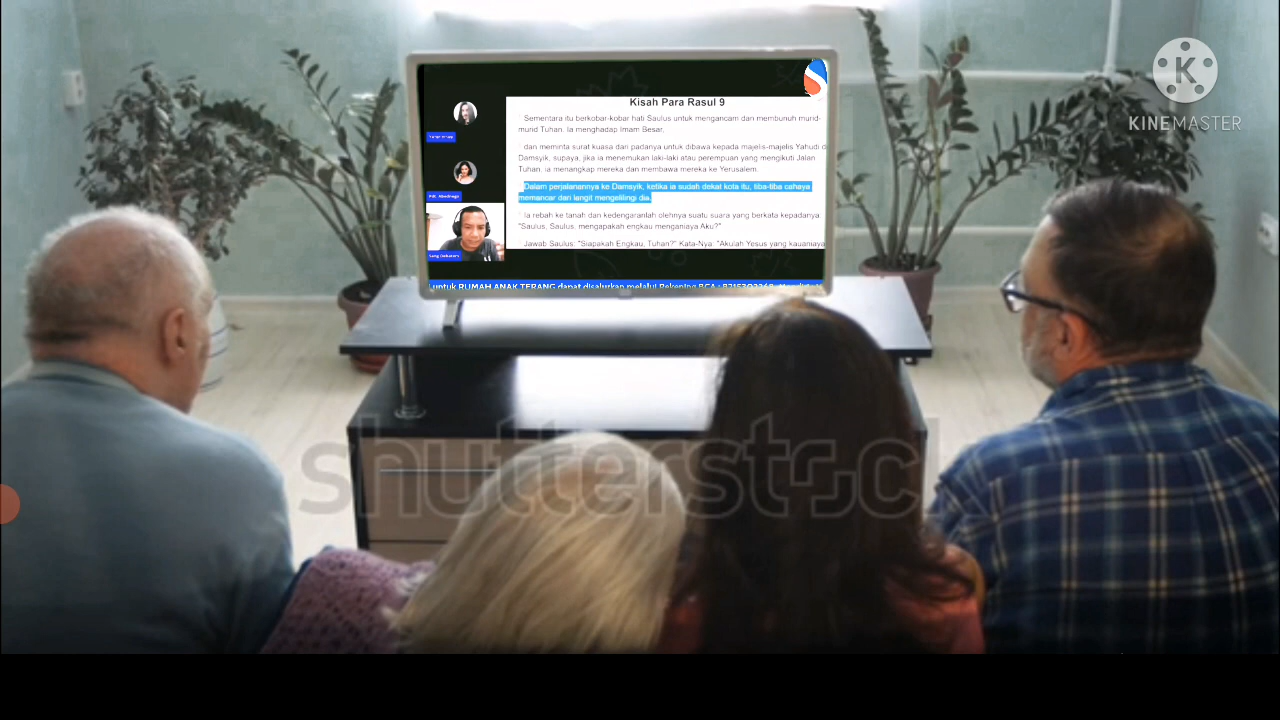 K
KINEMASTER
Kisah Para Rasul 9
Sementara itu berkobar-kobar hati Saulus untuk mengancam dan membunuh murid-
murid Tuhan. Ia menghadap Imam Besar,
dan meminta surat kuasa dari padanya untuk dibawa kepada majelis-majelis Yahudi d
Damsyik, supaya, jika ia menemukan laki-laki atau perempuan yang mengikuti Jalan
Tuhan, ia menangkap mereka dan membawa mereka ke Yerusalem.
Dalam perjalanannya ke Damsyik, ketika ia sudah dekat kota itu, tiba-tiba cahaya
memancar dari langit mengelilingi dia.
Ia rebah ke tanah dan kedengaranlah olehnya suatu suara yang berkata kepadanya:
"Saulus, Saulus, mengapakah engkau menganiaya Aku?"
Jawab Saulus: "Siapakah Engkau, Tuhan?" Kata-Nya: "Akulah Yesus yang kauaniaya
Pdt. Abednego
untuk RUMAH ANAK TERANG dapat disalurkan melalui Rekening BCA :
shutterstock